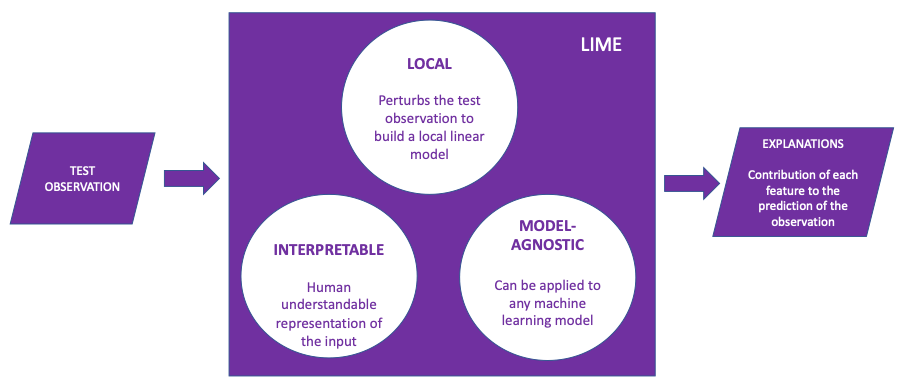 LIME
LOCAL
Perturbs the test
observation to
build a local linear
model
TEST
OBSERVATION
INTERPRETABLE
Human
understandable
representation of
the input
MODEL-
AGNOSTIC
Can be applied to
any machine
learning model
EXPLANATIONS
Contribution of each
feature to the
prediction of the
observation